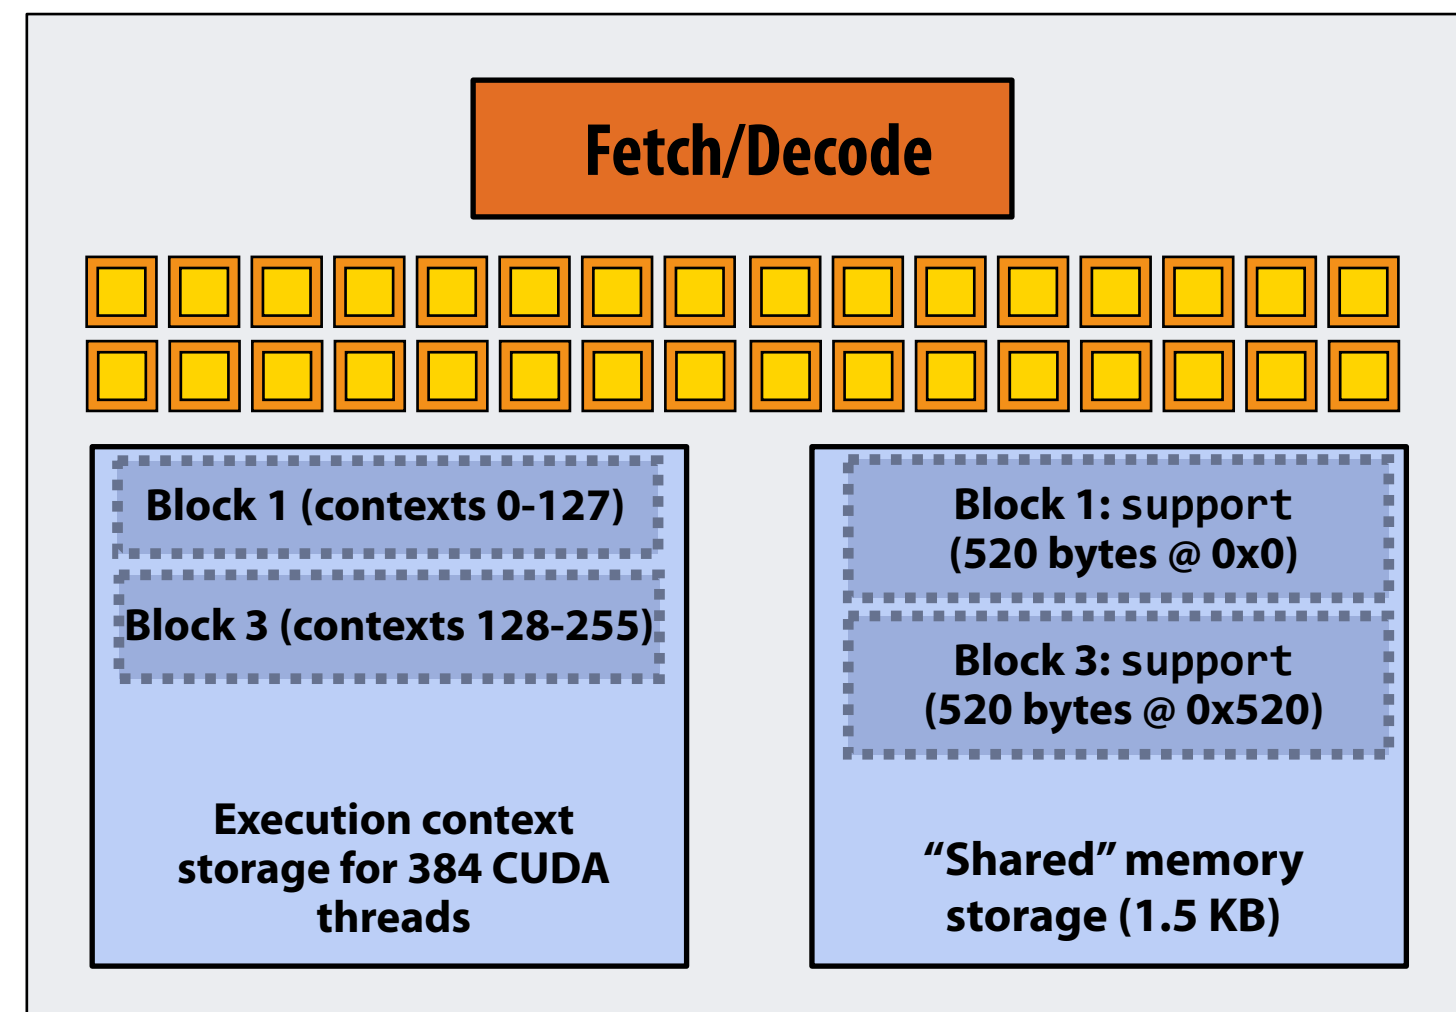 Fetch/Decode
Block 1 (contexts 0-127)
Block 3 (contexts 128-255)
Execution context
storage for 384 CUDA
threads
Block 1: support
(520 bytes @ 0x0)
Block 3: support
(520 bytes @ 0x520)
“Shared” memory
storage (1.5 KB)